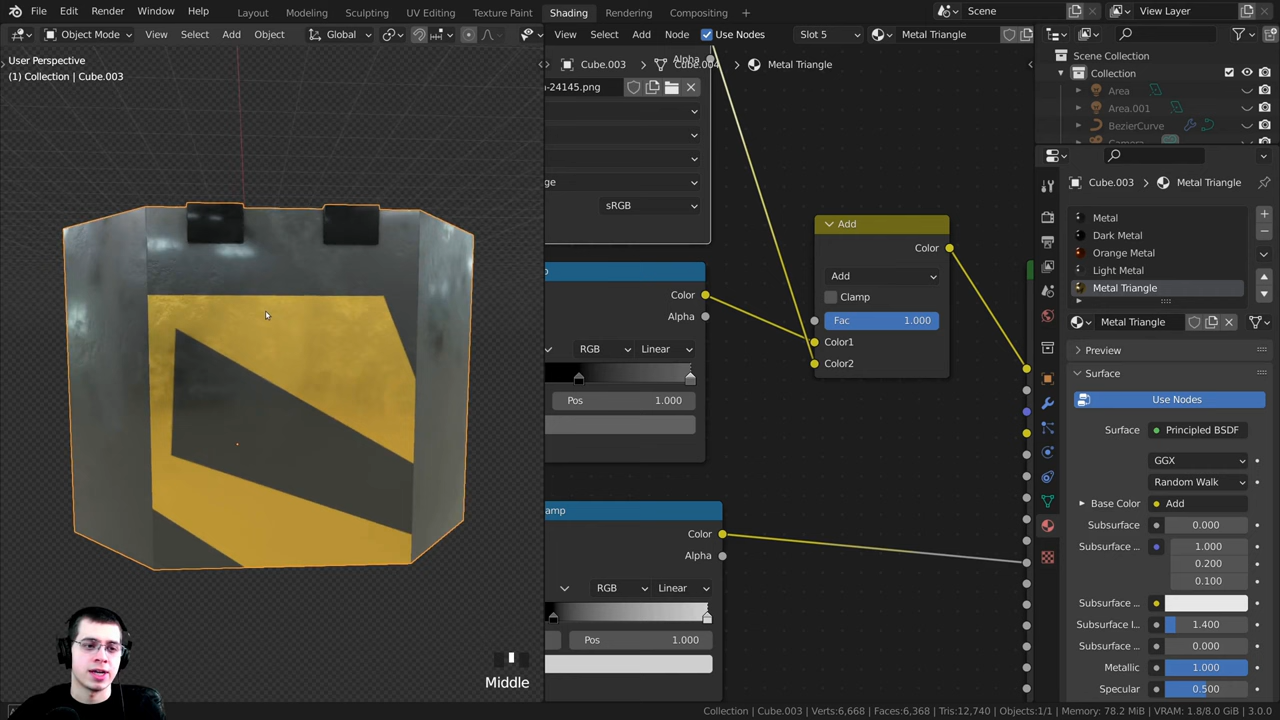 File Edit Render Window Help Layout Modeling Sculpting UV Editing Texture Paint Shading Rendering Compositing + Scene View Layer
Object Mode View Select Add Object Global View Select Add Node Use Nodes Slot 5 Metal Triangle
User Perspective
(1) Collection | Cube.003
Alpha
Cube.003 Cube.004 Metal Triangle
-24145.png
sRGB
Color
Alpha
RGB Linear
Pos 1.000
Add
Color
Add
Clamp
Fac 1.000
Color1
Color2
amp
Color
Alpha
RGB Linear
Pos 1.000
Scene Collection
Collection
Area
Area.001
BezierCurve
Cube.003 Metal Triangle
Metal
Dark Metal
Orange Metal
Light Metal
Metal Triangle
Metal Triangle
Preview
Surface
Use Nodes
Surface Principled BSDF
GGX
Random Walk
Base Color Add
Subsurface 0.000
Subsurface ... 1.000
0.200
0.100
Subsurface ...
Subsurface I... 1.400
Subsurface ... 0.000
Metallic 1.000
Specular 0.500
Middle
Collection | Cube.003 | Verts:6,668 | Faces:6,368 | Tris:12,740 | Objects:1/1 | Memory: 78.2 MiB | VRAM: 1.8/8.0 GiB | 3.0.0